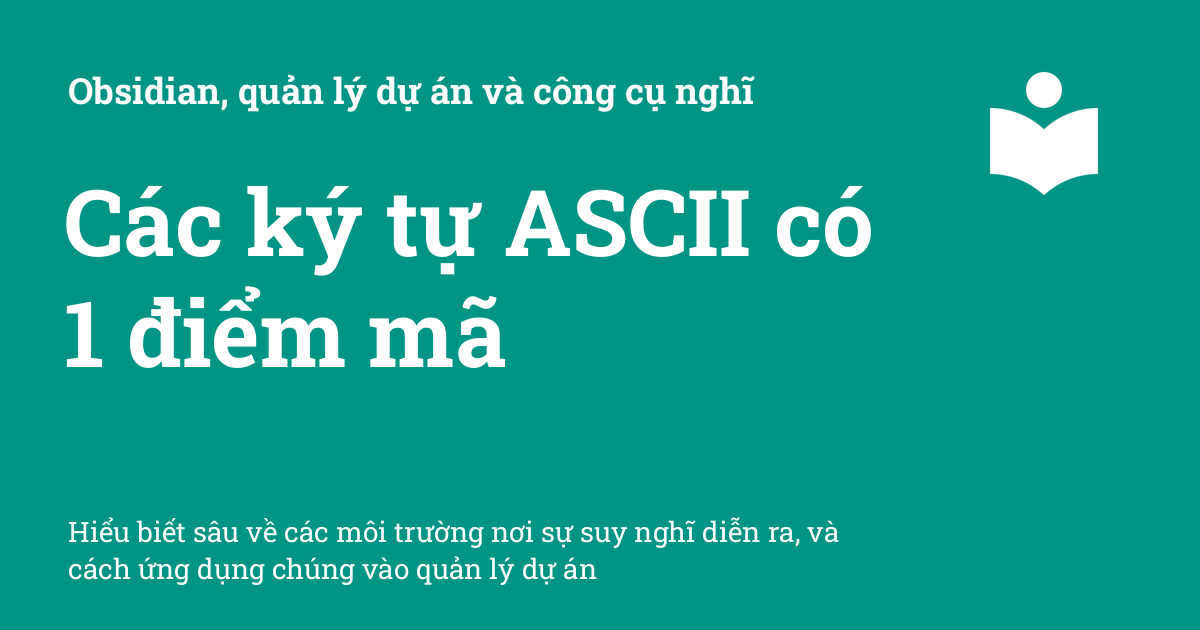 Obsidian, quản lý dự án và công cụ nghĩ
Các ký tự ASCII có
1 điểm mã
Hiểu biết sâu về các môi trường nơi sự suy nghĩ diễn ra, và
cách ứng dụng chúng vào quản lý dự án